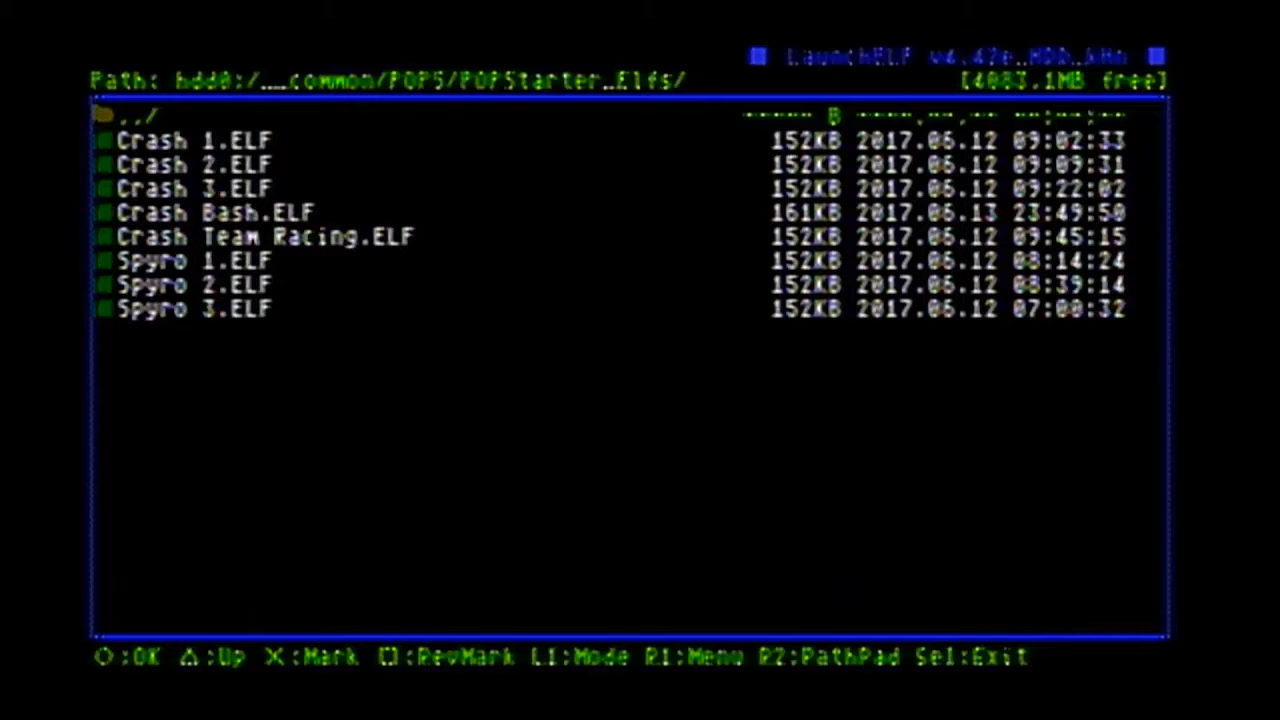 LaunchELF v4.42e_HDD_kHn
Path: hdd0:/__common/POPS/POPStarter_Elfs/ [4083.1MB free]
../ ------ B ----.--.-- --:--:--
Crash 1.ELF 152KB 2017.06.12 09:02:33
Crash 2.ELF 152KB 2017.06.12 09:09:31
Crash 3.ELF 152KB 2017.06.12 09:22:02
Crash Bash.ELF 161KB 2017.06.13 23:49:50
Crash Team Racing.ELF 152KB 2017.06.12 09:45:15
Spyro 1.ELF 152KB 2017.06.12 08:14:24
Spyro 2.ELF 152KB 2017.06.12 08:39:14
Spyro 3.ELF 152KB 2017.06.12 07:00:32
○:OK △:Up ✕:Mark □:RevMark L1:Mode R1:Menu R2:PathPad Sel:Exit